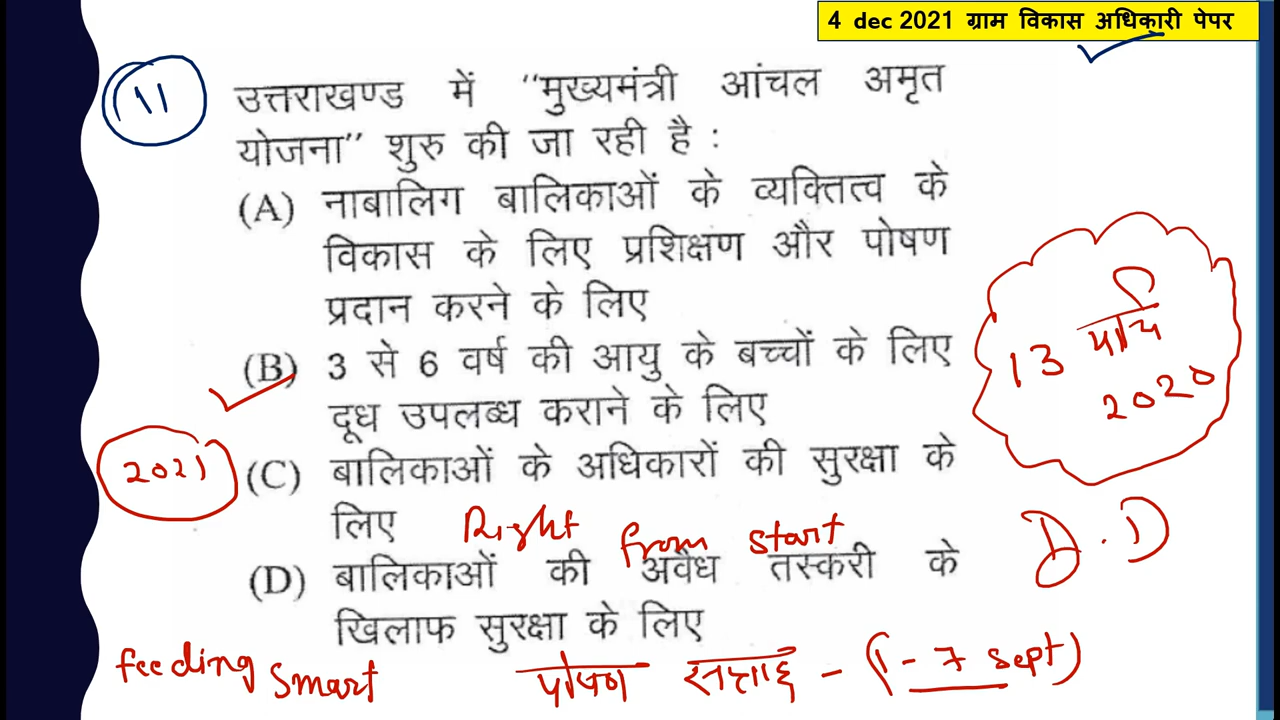 4 dec 2021 ग्राम विकास अधिकारी पेपर
11
उत्तराखण्ड में "मुख्यमंत्री आंचल अमृत
योजना" शुरु की जा रही है :
(A) नाबालिग बालिकाओं के व्यक्तित्व के
विकास के लिए प्रशिक्षण और पोषण
प्रदान करने के लिए
(B) 3 से 6 वर्ष की आयु के बच्चों के लिए
दूध उपलब्ध कराने के लिए
(C) बालिकाओं के अधिकारों की सुरक्षा के
लिए
(D) बालिकाओं की अवैध तस्करी के
खिलाफ सुरक्षा के लिए
13 मार्च
2020
2021
Right from start
D.D
feeding smart
पोषण सप्ताह - (1-7 sept)